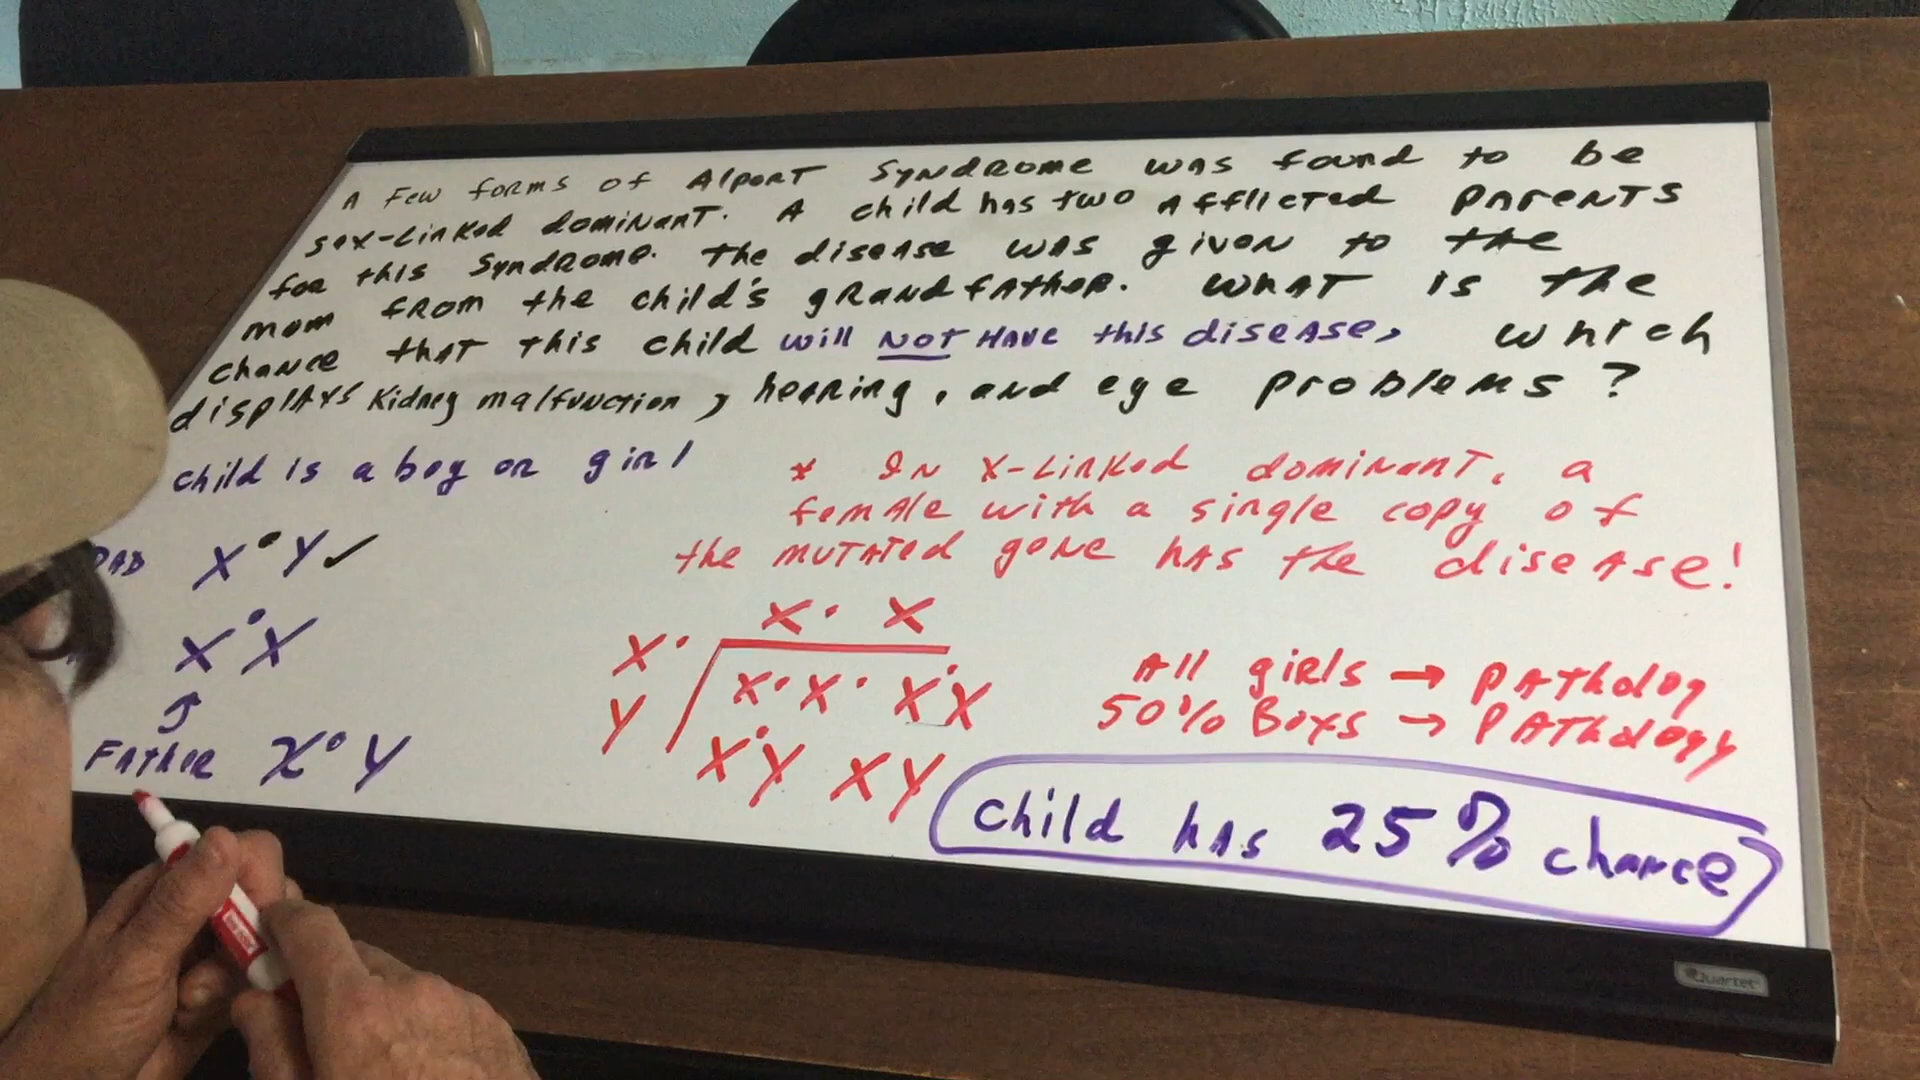 A Few forms of Alport Syndrome was found to be
sex-Linked dominant. A child has two Afflicted parents
for this Syndrome. The disease was given to the
mom from the child's grandfather. What is the
chance that this child will NOT Have this disease, which
displays Kidney malfunction, hearing, and eye problems?
child is a boy or girl
* In X-Linked dominant, a
female with a single copy of
the mutated gene has the disease!
DAD X•Y✓
X•X
Father X°Y
X• X
X• X•X• X•X
Y X•Y XY
All girls → Patholog
50% Boys → Pathology
child has 25% chance
Quartet